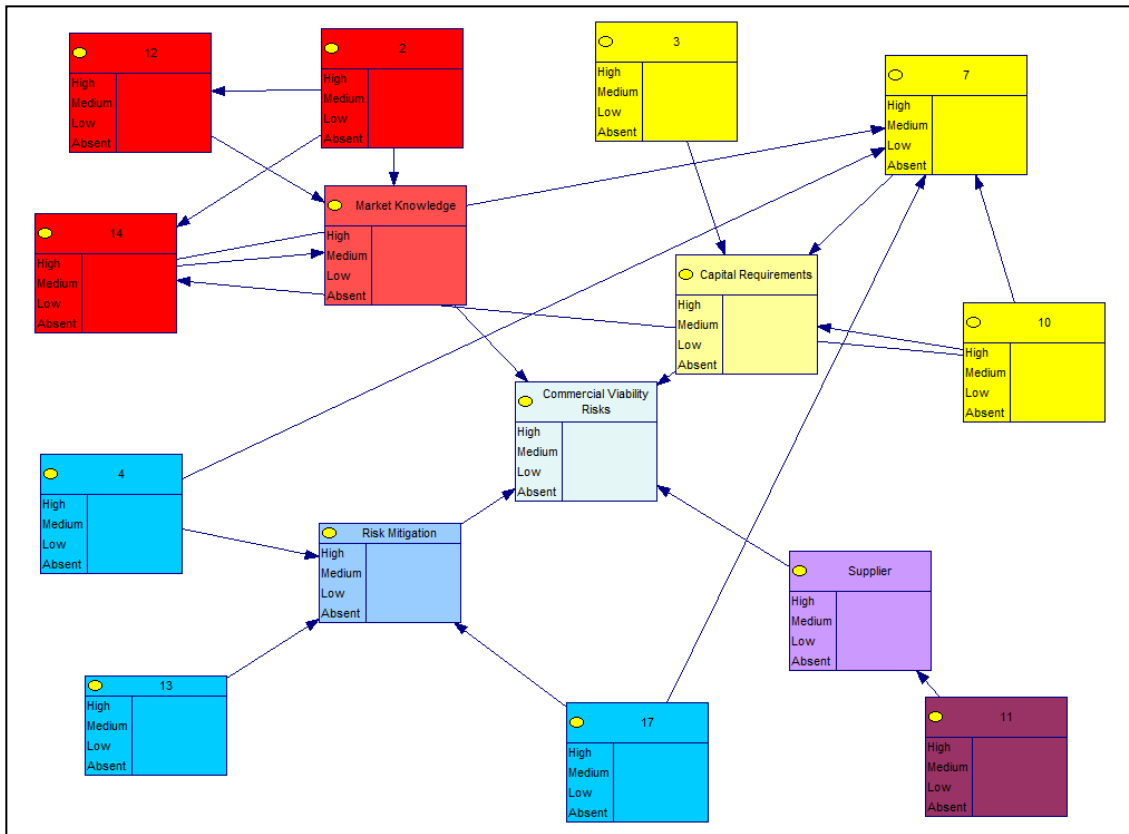 12
High
Medium
Low
Absent
2
High
Medium
Low
Absent
3
High
Medium
Low
Absent
7
High
Medium
Low
Absent
14
High
Medium
Low
Absent
Market Knowledge
High
Medium
Low
Absent
Capital Requirements
High
Medium
Low
Absent
10
High
Medium
Low
Absent
Commercial Viability
Risks
High
Medium
Low
Absent
4
High
Medium
Low
Absent
Risk Mitigation
High
Medium
Low
Absent
Supplier
High
Medium
Low
Absent
13
High
Medium
Low
Absent
17
High
Medium
Low
Absent
11
High
Medium
Low
Absent